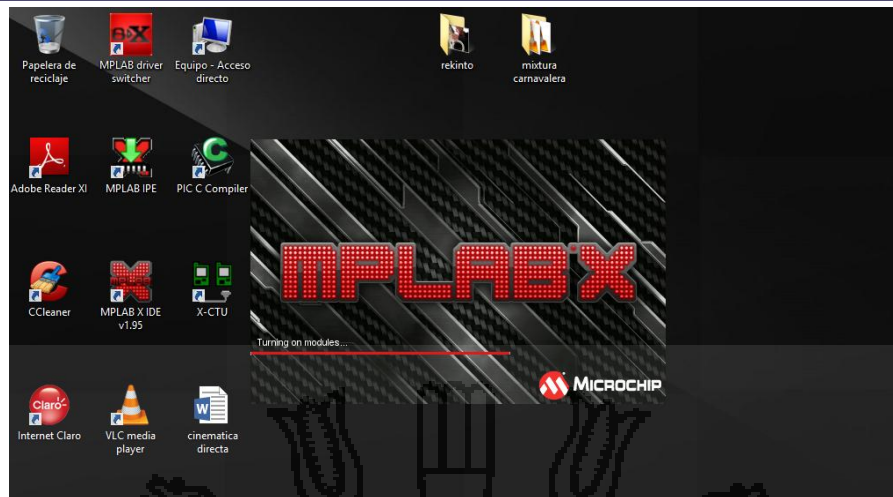 Papelera de
reciclaje
MPLAB driver
switcher
Equipo - Acceso
directo
rekinto
mixtura
carnavalera
Adobe Reader XI
MPLAB IPE
C
PIC C Compiler
MPLAB X
Turning on modules...
MICROCHIP
CCleaner
MPLAB X IDE
v1.95
X-CTU
Claro-
Internet Claro
VLC media
player
W
cinematica
directa